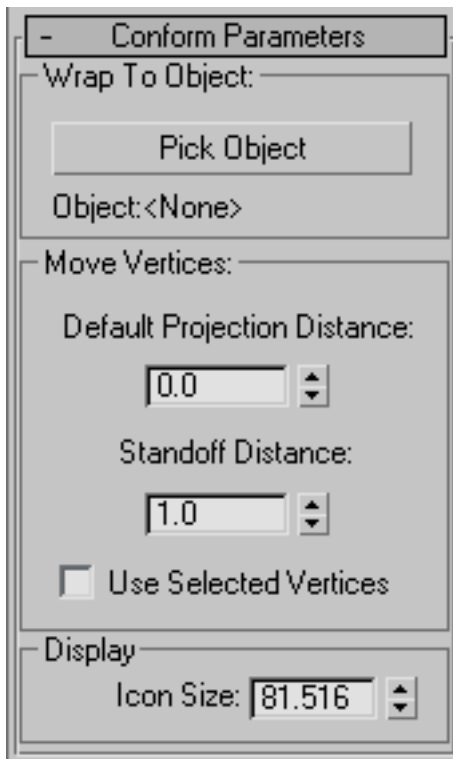 - Conform Parameters
Wrap To Object:
Pick Object
Object:<None>
Move Vertices:
Default Projection Distance:
0.0
Standoff Distance:
1.0
Use Selected Vertices
Display
Icon Size: 81.516